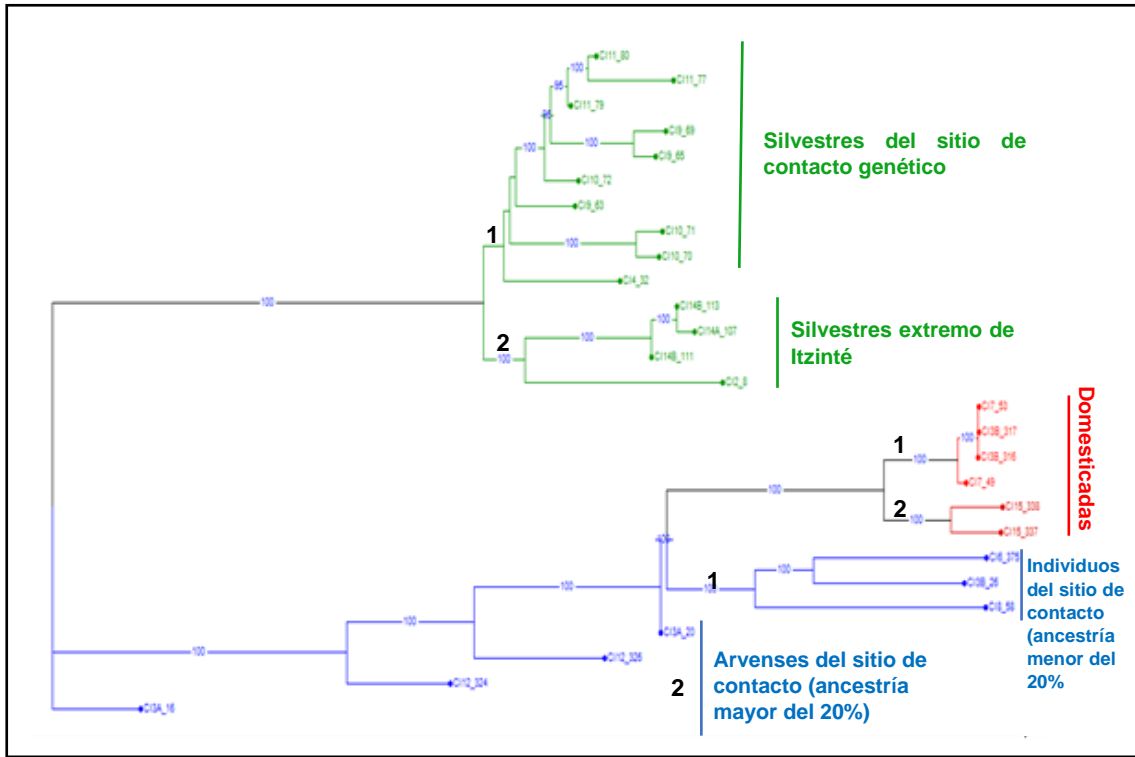 100
CI11_80
CI11_77
95
CI11_79
95
CI9_69
100
CI9_65
100
CI10_72
CI9_63
Silvestres del sitio de
contacto genético
1
CI10_71
100
CI10_70
CI4_32
100
CI14B_113
100
CI14A_107
2
100
CI14B_111
100
CI2_8
Silvestres extremo de
Itzinté
CI7_53
CI3B_317
1
100
CI3B_316
100
CI7_49
100
2
CI15_338
100
CI15_337
Domesticadas
CI6_375
100
1
100
CI3B_26
CI8_58
Individuos
del sitio de
contacto
(ancestría
menor del
20%
100
CI3A_20
100
CI12_326
100
CI12_324
CI3A_16
2
Arvenses del sitio de
contacto (ancestría
mayor del 20%)